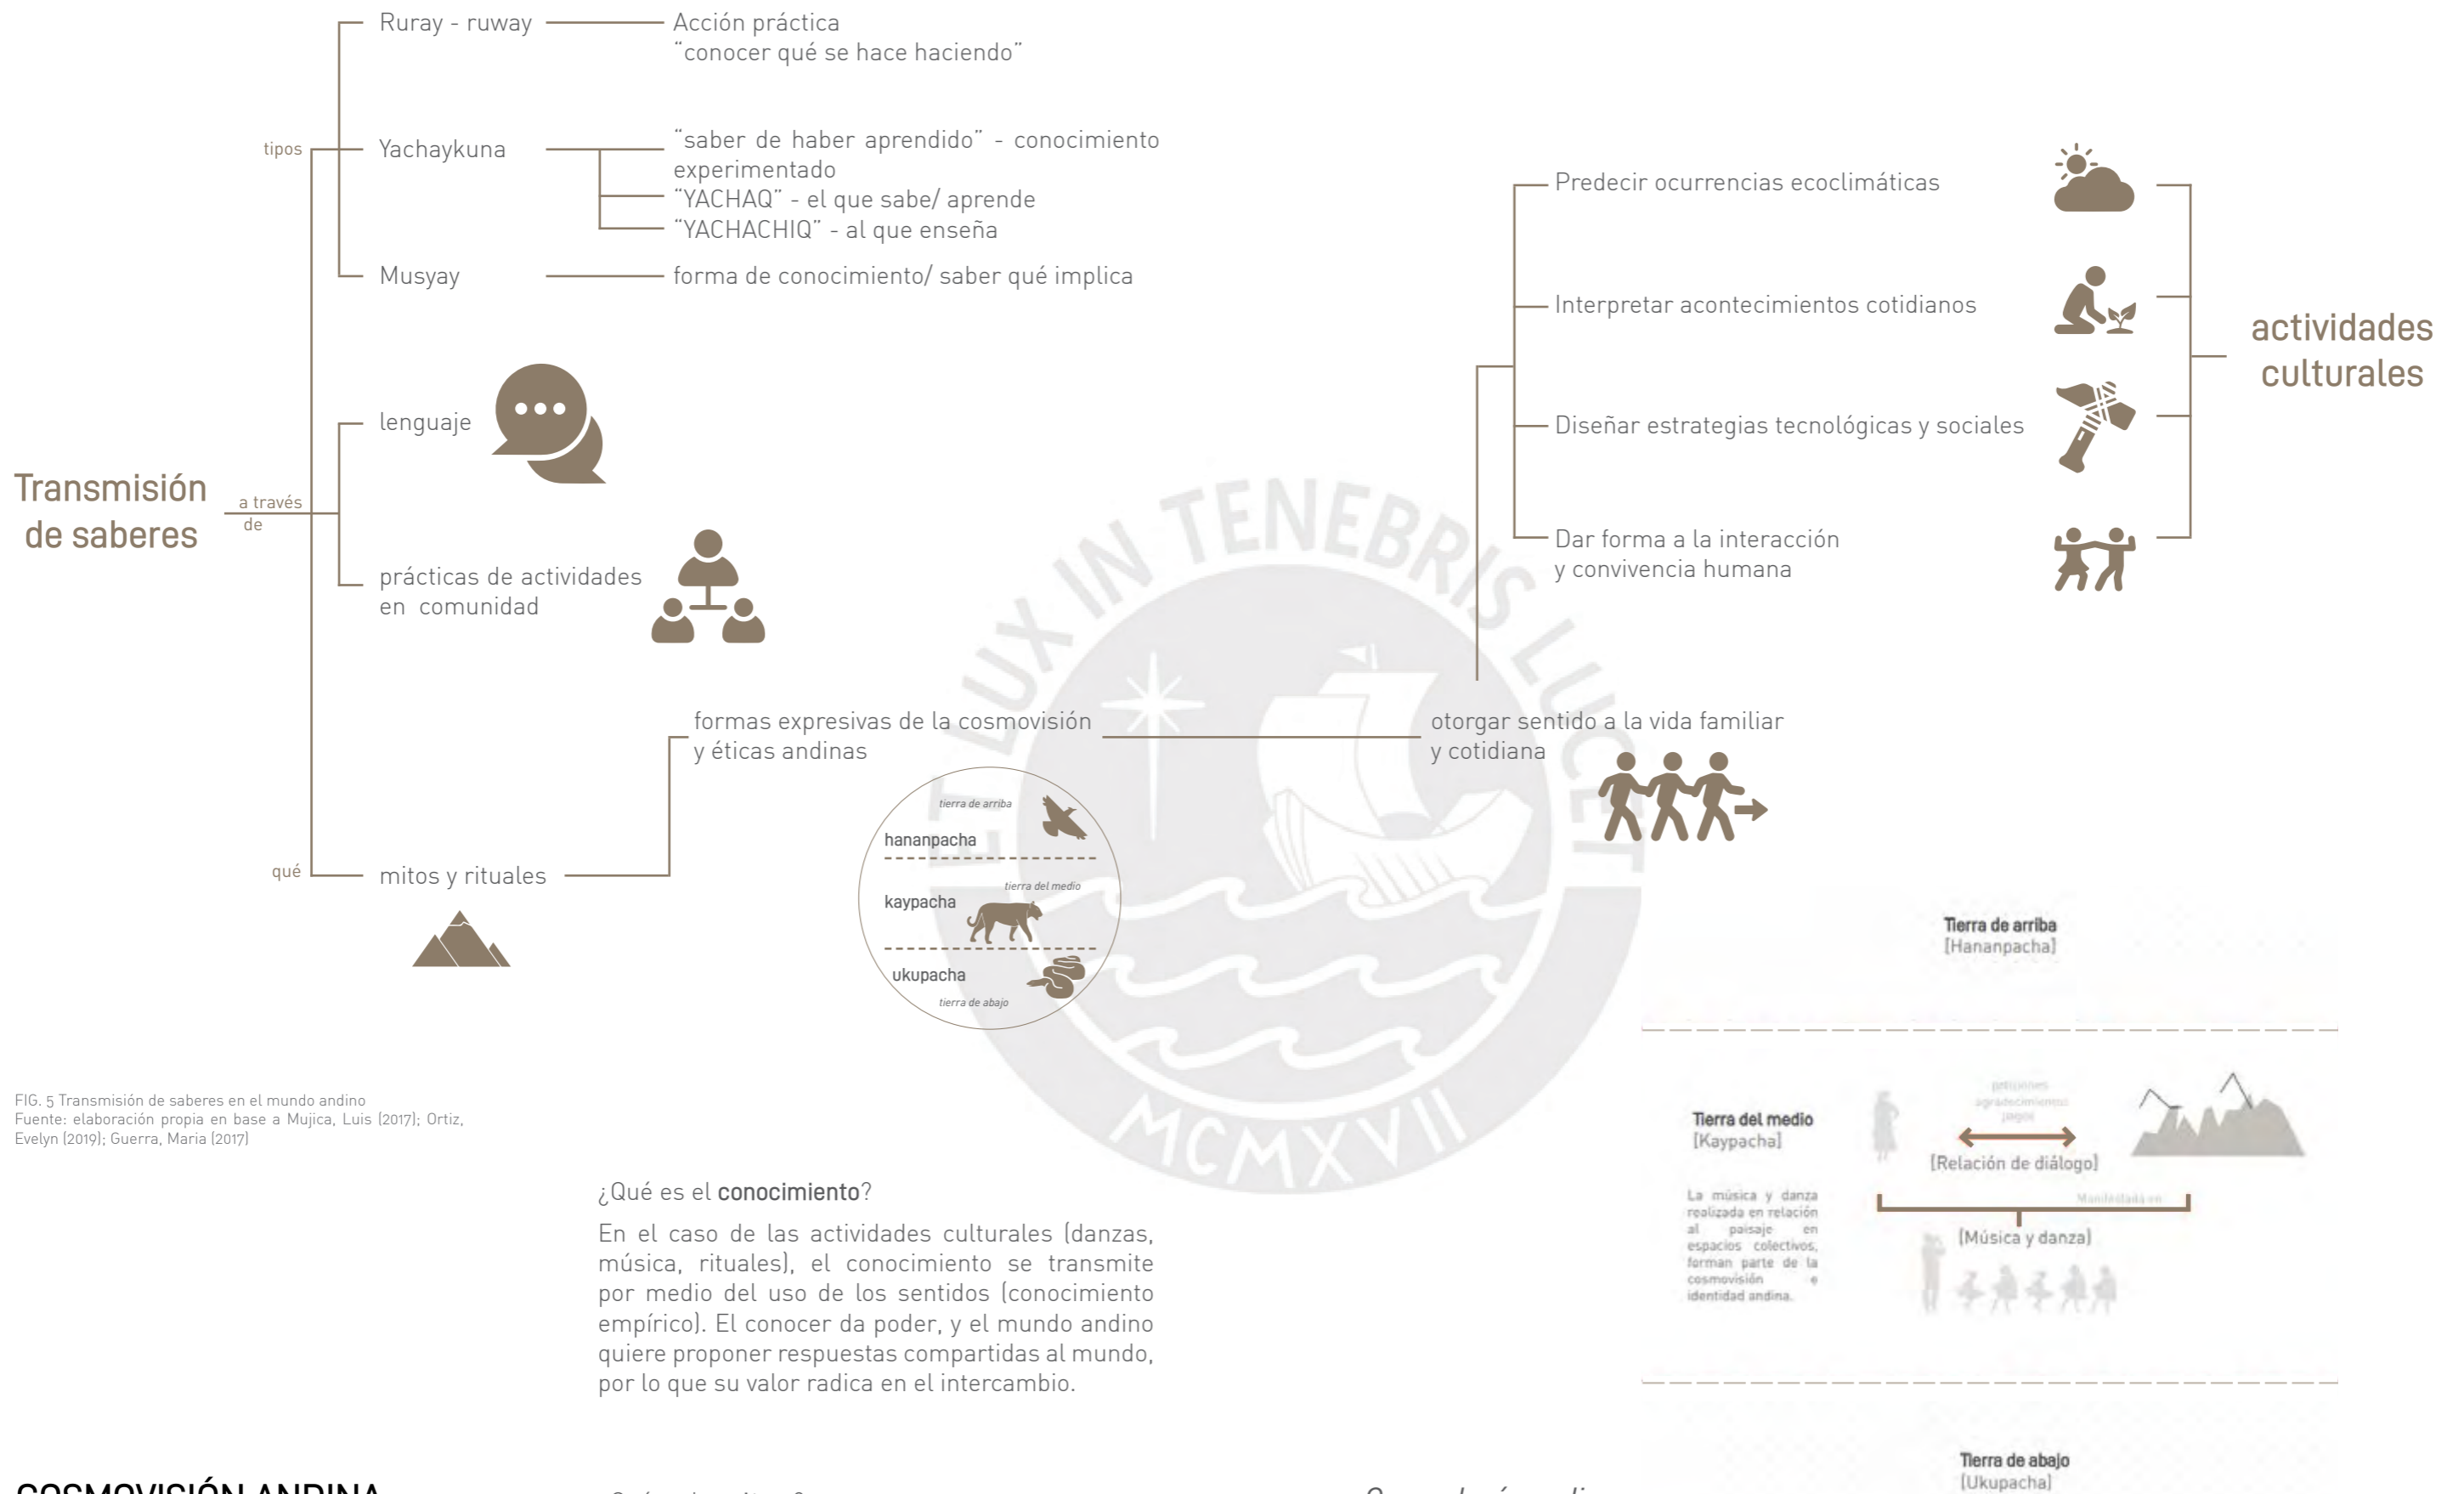 Ruray - ruway
Acción práctica
“conocer qué se hace haciendo”
tipos
Yachaykuna
“saber de haber aprendido” - conocimiento
experimentado
“YACHAQ” - el que sabe/ aprende
“YACHACHIQ” - al que enseña
Musyay
forma de conocimiento/ saber qué implica
lenguaje
Transmisión
de saberes
a través
de
prácticas de actividades
en comunidad
qué
mitos y rituales
formas expresivas de la cosmovisión
y éticas andinas
tierra de arriba
hananpacha
tierra del medio
kaypacha
ukupacha
tierra de abajo
otorgar sentido a la vida familiar
y cotidiana
Predecir ocurrencias ecoclimáticas
Interpretar acontecimientos cotidianos
Diseñar estrategias tecnológicas y sociales
Dar forma a la interacción
y convivencia humana
actividades
culturales
ET LUX IN TENEBRIS LUCET
MCMXVII
FIG. 5 Transmisión de saberes en el mundo andino
Fuente: elaboración propia en base a Mujica, Luis (2017); Ortiz,
Evelyn (2019); Guerra, Maria (2017)
¿Qué es el conocimiento?
En el caso de las actividades culturales (danzas,
música, rituales), el conocimiento se transmite
por medio del uso de los sentidos (conocimiento
empírico). El conocer da poder, y el mundo andino
quiere proponer respuestas compartidas al mundo,
por lo que su valor radica en el intercambio.
Tierra de arriba
[Hananpacha]
Tierra del medio
[Kaypacha]
La música y danza
realizada en relación
al paisaje en
espacios colectivos,
forman parte de la
cosmovisión e
identidad andina.
peticiones
agradecimientos
pagos
[Relación de diálogo]
Manifestada en
[Música y danza]
Tierra de abajo
[Ukupacha]
COSMOVISIÓN ANDINA